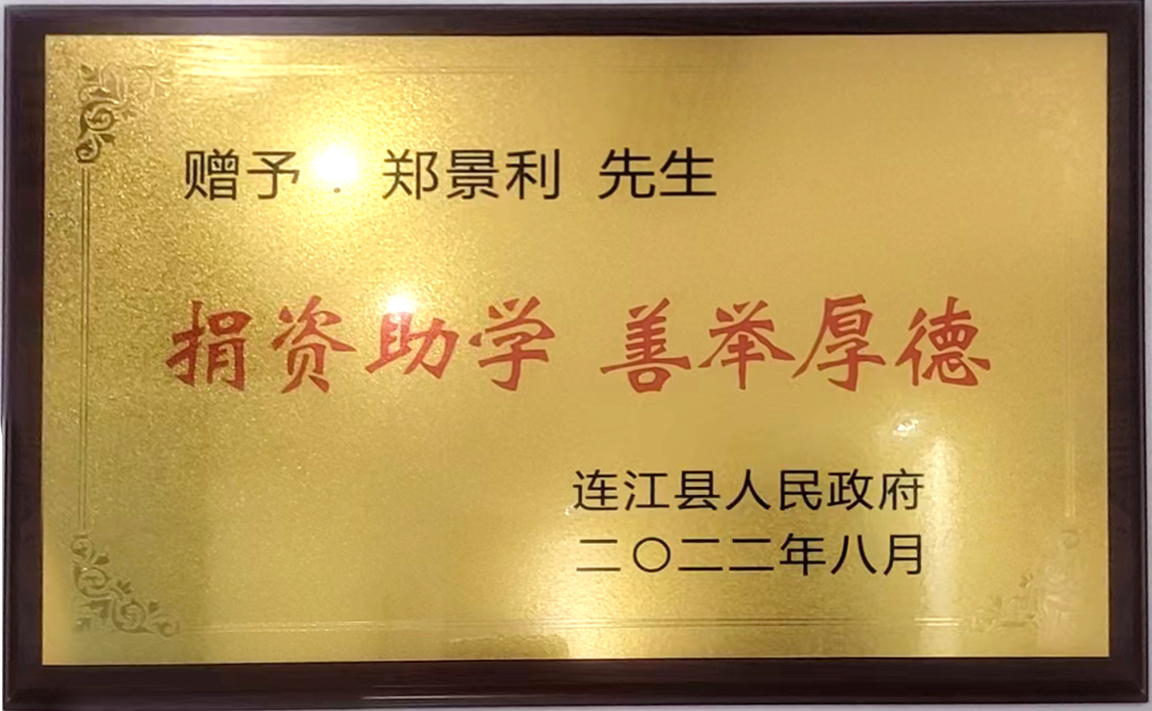 赠予：郑景利 先生
捐资助学 善举厚德
连江县人民政府
二〇二二年八月